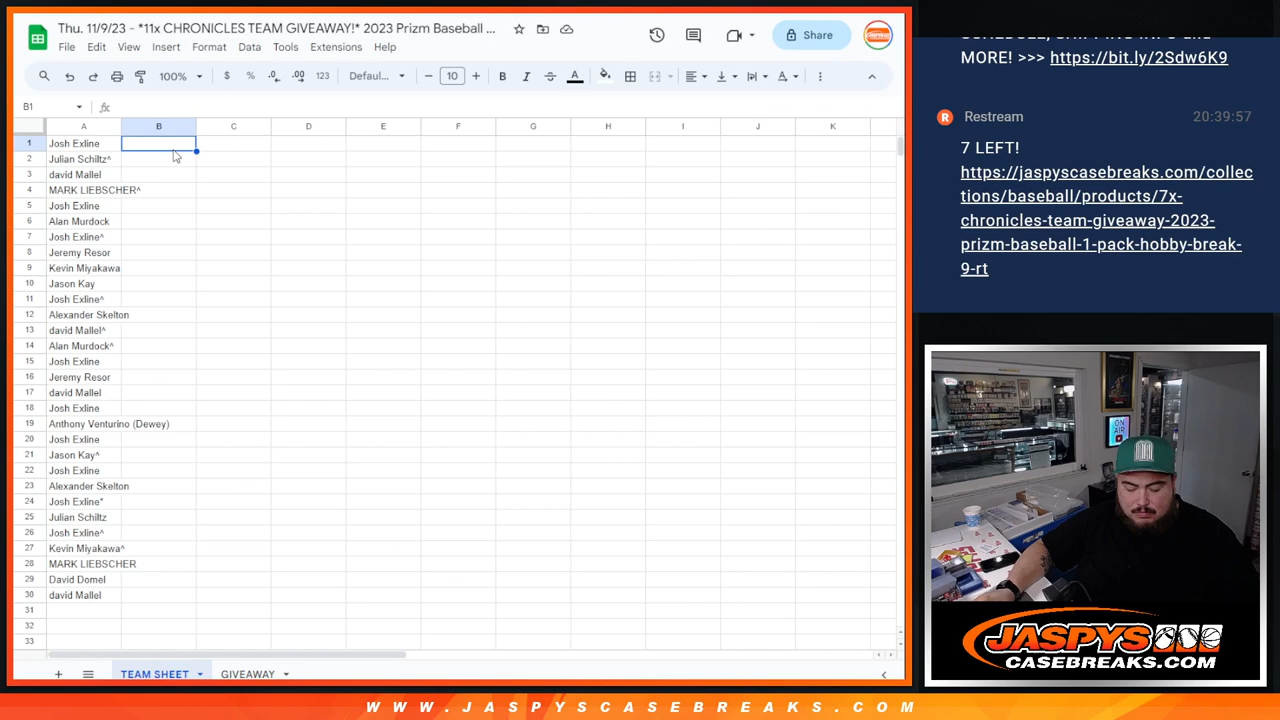 Thu. 11/9/23 - *11x CHRONICLES TEAM GIVEAWAY!* 2023 Prizm Baseball ...
File Edit View Insert Format Data Tools Extensions Help
Share
100% $ % .0 .00 123 Defaul... 10 B I A
B1 fx
A B C D E F G H I J K
1 Josh Exline
2 Julian Schiltz^
3 david Mallel
4 MARK LIEBSCHER^
5 Josh Exline
6 Alan Murdock
7 Josh Exline^
8 Jeremy Resor
9 Kevin Miyakawa
10 Jason Kay
11 Josh Exline^
12 Alexander Skelton
13 david Mallel^
14 Alan Murdock^
15 Josh Exline
16 Jeremy Resor
17 david Mallel
18 Josh Exline
19 Anthony Venturino (Dewey)
20 Josh Exline
21 Jason Kay^
22 Josh Exline
23 Alexander Skelton
24 Josh Exline*
25 Julian Schiltz
26 Josh Exline^
27 Kevin Miyakawa^
28 MARK LIEBSCHER
29 David Domel
30 david Mallel
31
32
33
TEAM SHEET GIVEAWAY
MORE! >>> https://bit.ly/2Sdw6K9
Restream 20:39:57
7 LEFT!
https://jaspyscasebreaks.com/collec
tions/baseball/products/7x-
chronicles-team-giveaway-2023-
prizm-baseball-1-pack-hobby-break-
9-rt
ON
AIR
JASPYS
CASEBREAKS.COM
WWW.JASPYSCASEBREAKS.COM